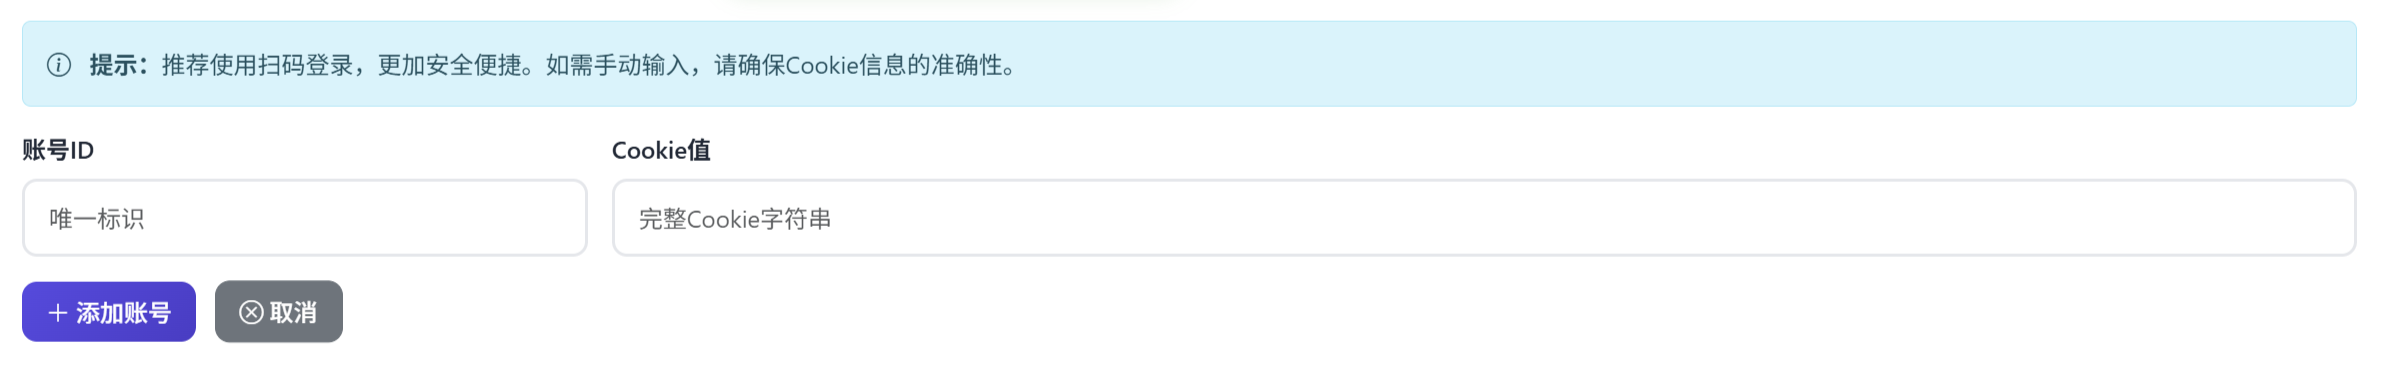 提示：推荐使用扫码登录，更加安全便捷。如需手动输入，请确保Cookie信息的准确性。
账号ID
Cookie值
唯一标识
完整Cookie字符串
添加账号
取消